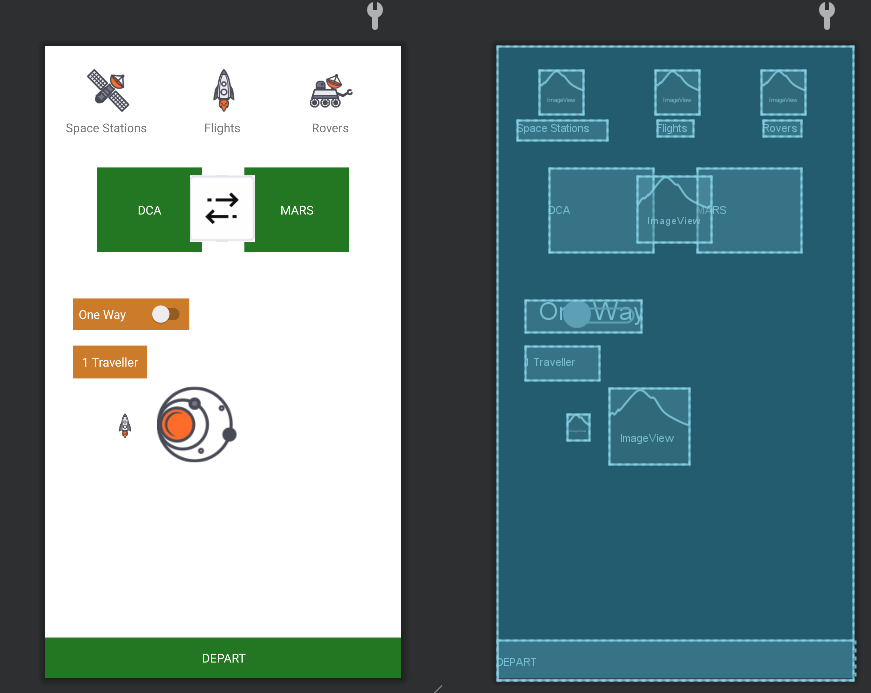 Space Stations
Flights
Rovers
DCA
MARS
One Way
1 Traveller
DEPART
ImageView
ImageView
ImageView
Space Stations
Flights
Rovers
DCA
ImageView
MARS
One Way
1 Traveller
ImageView
DEPART